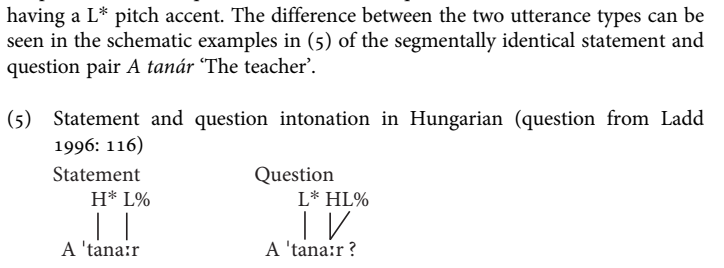 having a L* pitch accent. The difference between the two utterance types can be
seen in the schematic examples in (5) of the segmentally identical statement and
question pair A tanár ‘The teacher’.
(5) Statement and question intonation in Hungarian (question from Ladd
1996: 116)
Statement Question
H* L% L* HL%
A ˈtanaːr A ˈtanaːr ?